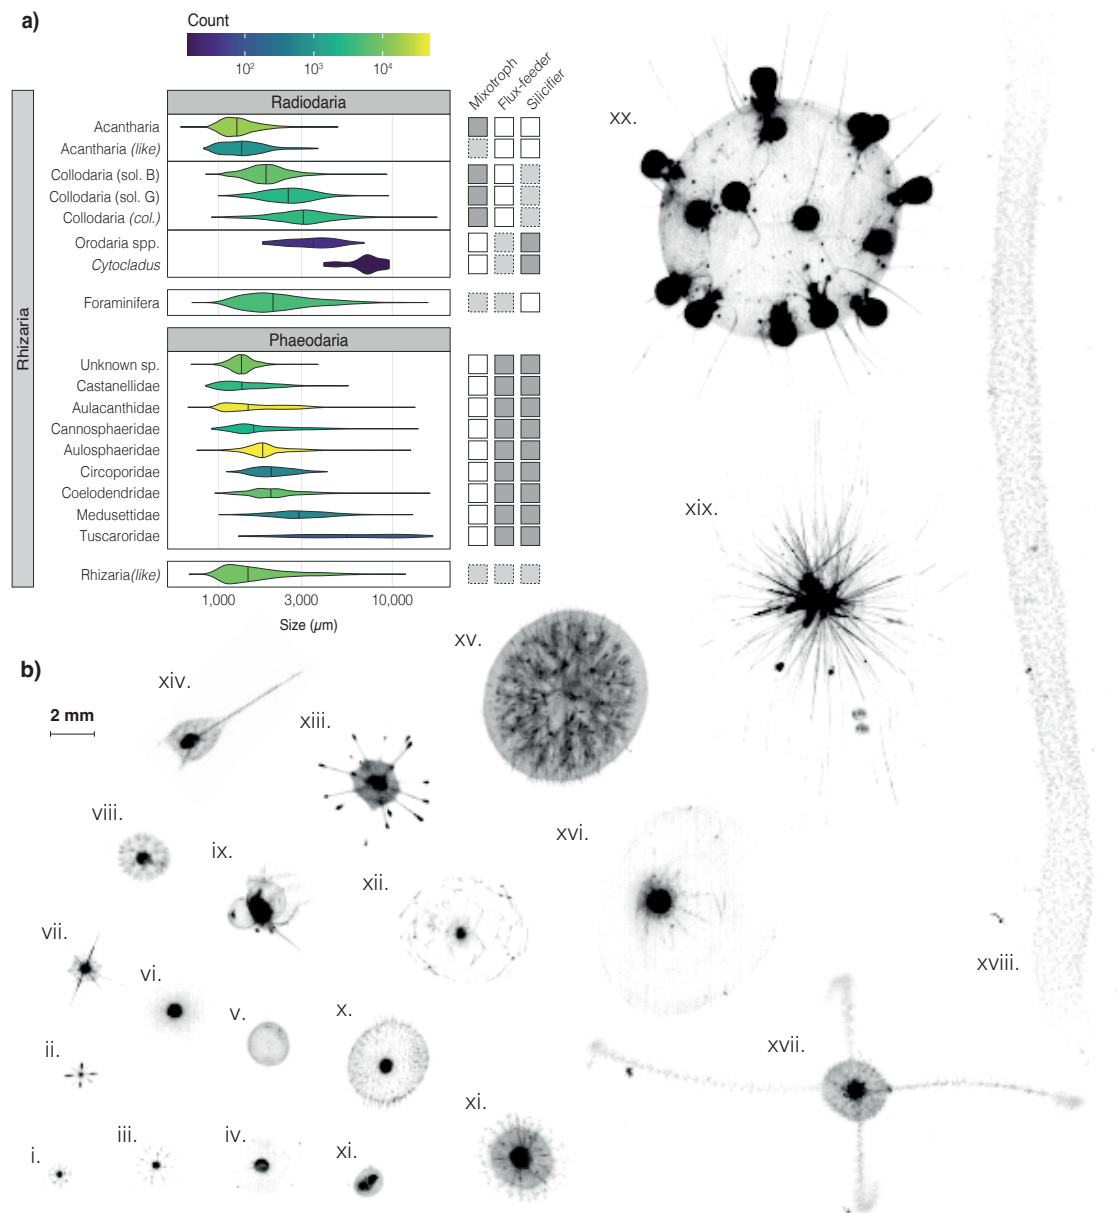 a)
Count
10² 10³ 10⁴
Mixotroph
Flux-feeder
Silicifier
Rhizaria
Radiodaria
Acantharia
Acantharia (like)
Collodaria (sol. B)
Collodaria (sol. G)
Collodaria (col.)
Orodaria spp.
Cytocladus
Foraminifera
Phaeodaria
Unknown sp.
Castanellidae
Aulacanthidae
Cannosphaeridae
Aulosphaeridae
Circoporidae
Coelodendridae
Medusettidae
Tuscaroridae
Rhizaria(like)
1,000 3,000 10,000
Size (µm)
b)
2 mm
xx.
xix.
xv.
xiv.
xiii.
viii.
xvi.
ix.
xii.
vii.
vi.
xviii.
v.
x.
ii.
xvii.
xi.
iii.
iv.
i.
xi.